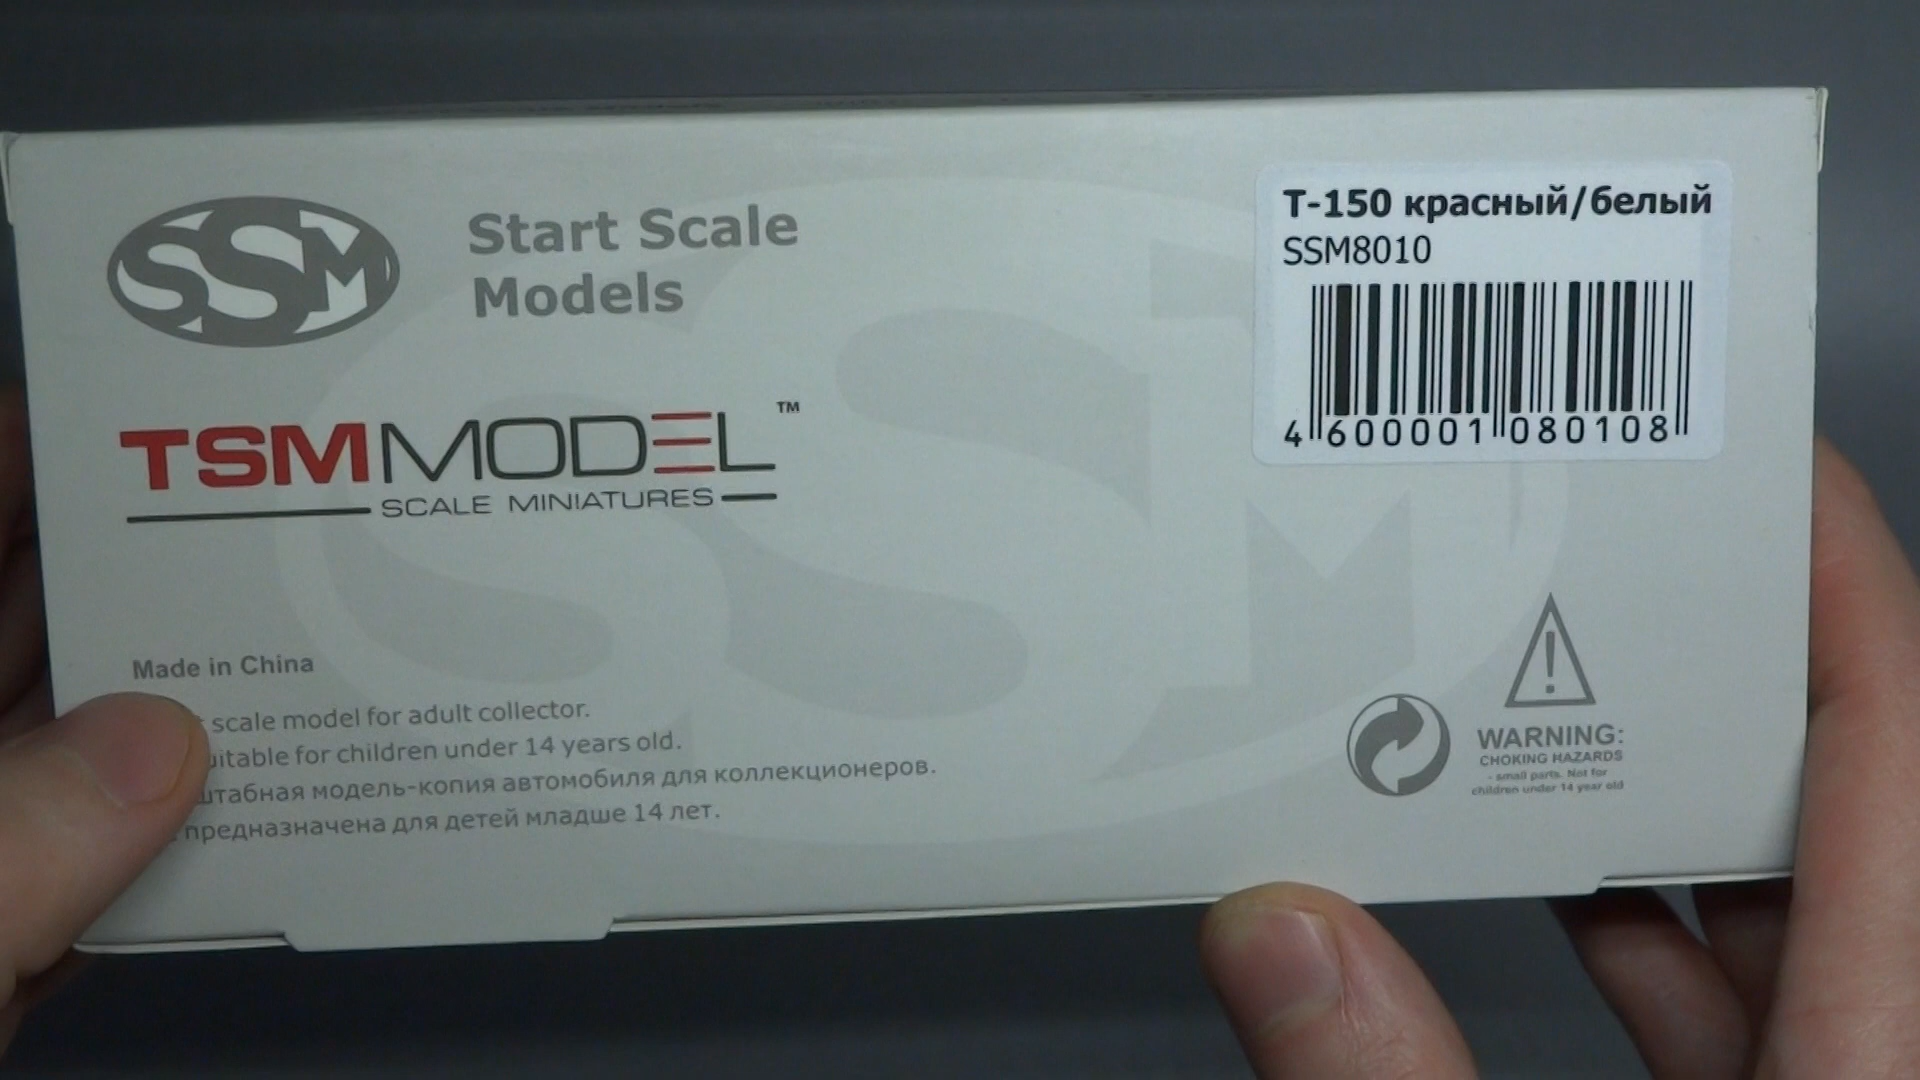 SSM
Start Scale
Models
TSMMODEL™
SCALE MINIATURES
Т-150 красный/белый
SSM8010
4 600001 080108
Made in China
scale model for adult collector.
for children under 14 years old.
модель-копия автомобиля для коллекционеров.
предназначена для детей младше 14 лет.
WARNING:
CHOKING HAZARDS
- small parts. Not for
children under 14 year old